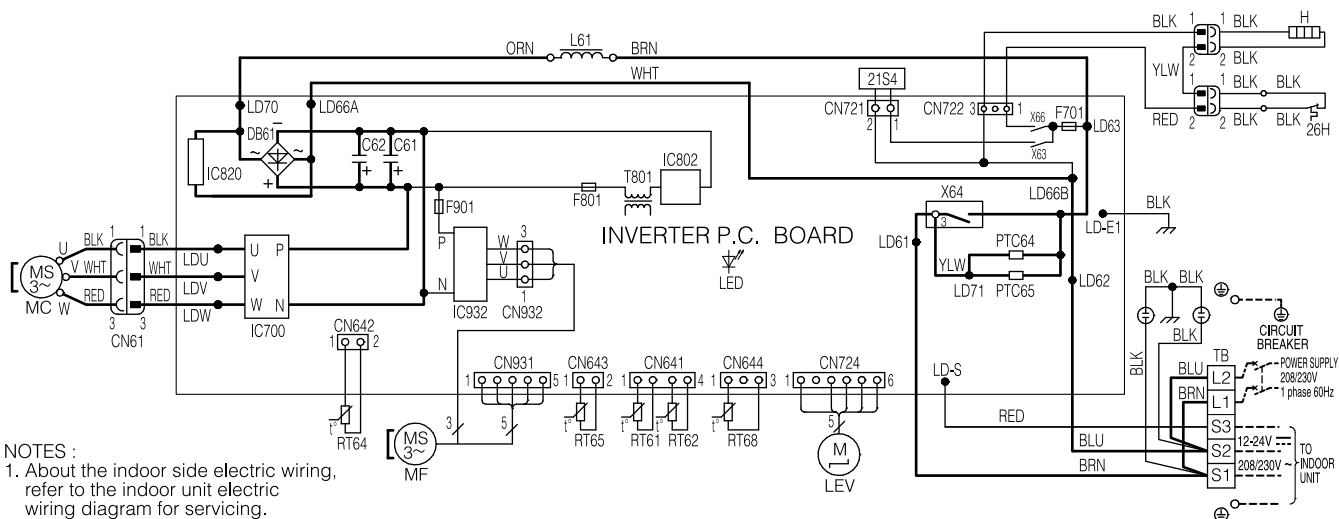 ORN L61 BRN
WHT
BLK 1 1 BLK H
2 2 BLK
YLW
1 1 BLK BLK
RED 2 2 BLK BLK 26H
21S4
CN721
2 1
CN722 3 1
X66 F701
X63
LD63
LD70 LD66A
DB61 −
~ ~
+
IC820
C62 C61
+ +
F901
F801
T801
IC802
INVERTER P.C. BOARD
LED
X64
3
LD66B
LD61
YLW
PTC64
LD71 PTC65
LD62
BLK
LD-E1
MS
3~
MC
U BLK 1 1 BLK LDU
V WHT WHT LDV
W RED 3 3 RED LDW
CN61
U P
V
W N
IC700
P
N
IC932
W 3
V
U
1
CN932
CN642
1 2
t°
RT64
CN931
1 5
3 5
MS
3~
MF
CN643
1 2
t°
RT65
CN641
1 4
t° t°
RT61 RT62
CN644
1 3
t°
RT68
CN724
1 6
5
M
LEV
LD-S
RED
BLU
BRN
BLK BLK
BLK
BLK
CIRCUIT
BREAKER
TB
BLU L2
BRN L1
S3
S2
S1
POWER SUPPLY
208/230V
1 phase 60Hz
12-24V
208/230V ~
TO
INDOOR
UNIT
NOTES :
1. About the indoor side electric wiring,
refer to the indoor unit electric
wiring diagram for servicing.